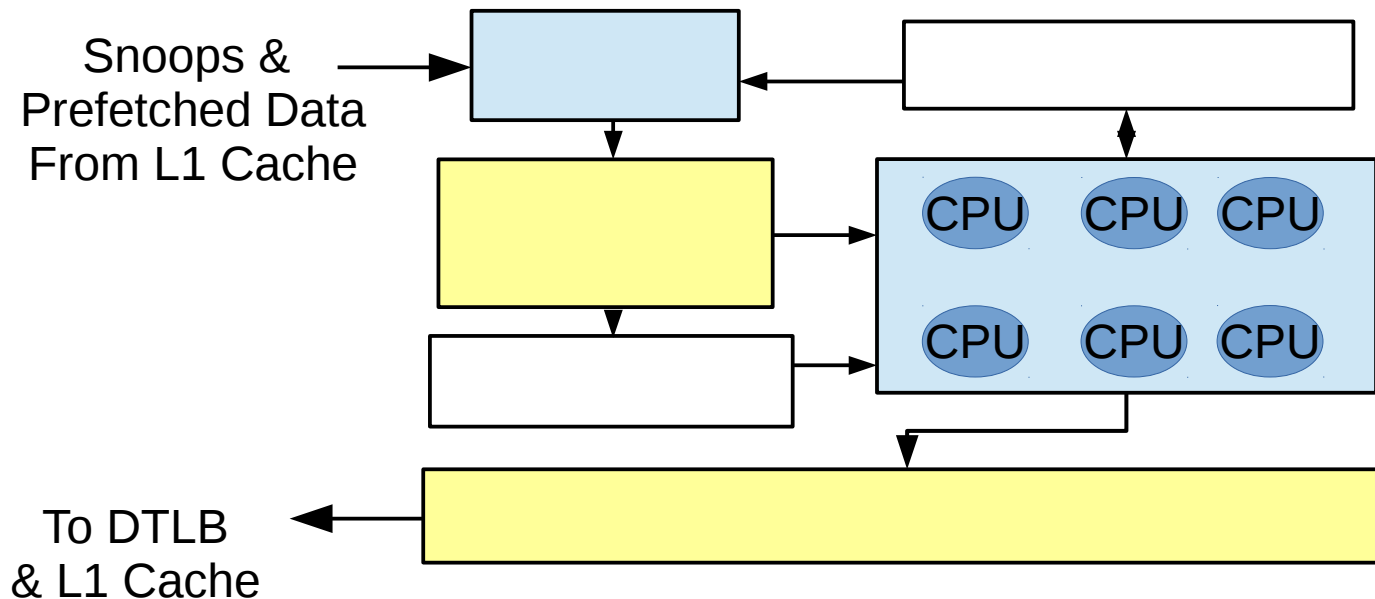 Snoops &
Prefetched Data
From L1 Cache
CPU CPU CPU
CPU CPU CPU
To DTLB
& L1 Cache